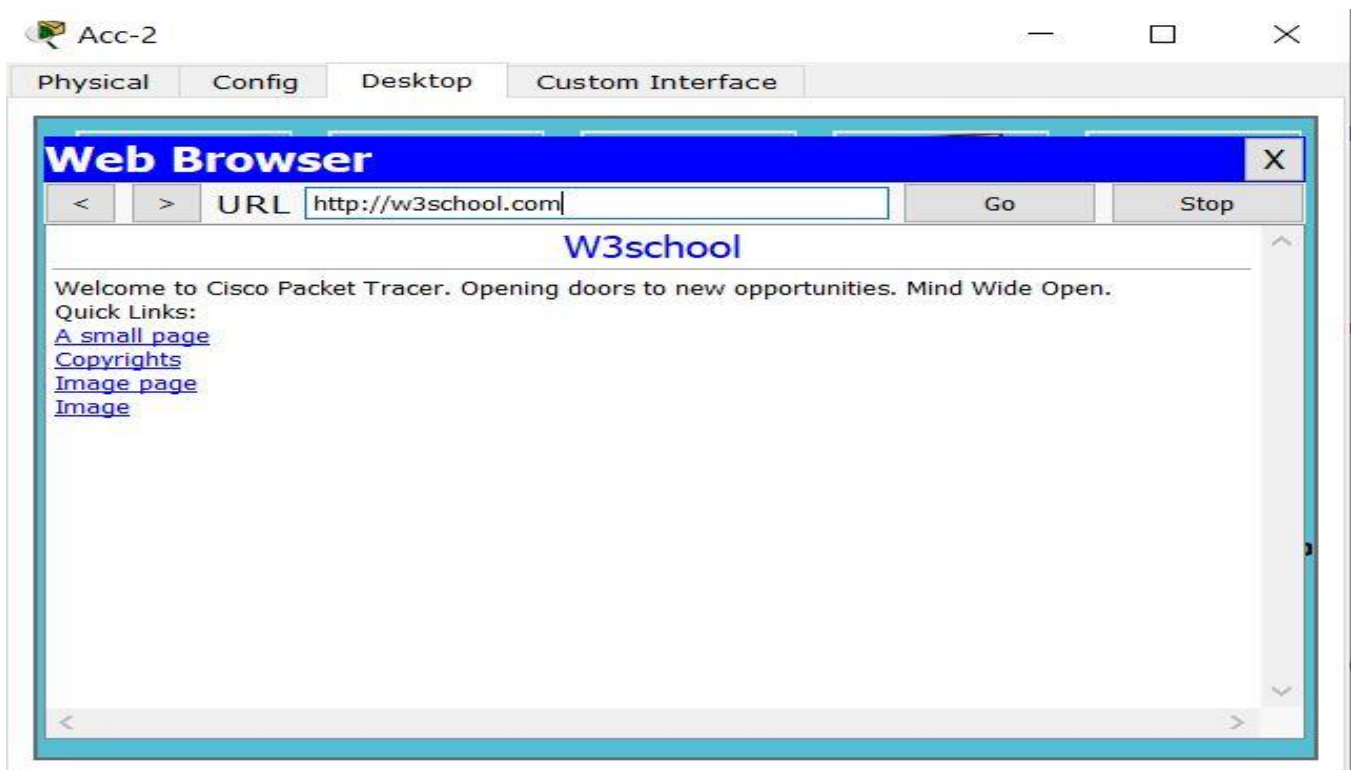 Acc-2
Physical Config Desktop Custom Interface
Web Browser X
< > URL http://w3school.com Go Stop
W3school
Welcome to Cisco Packet Tracer. Opening doors to new opportunities. Mind Wide Open.
Quick Links:
A small page
Copyrights
Image page
Image